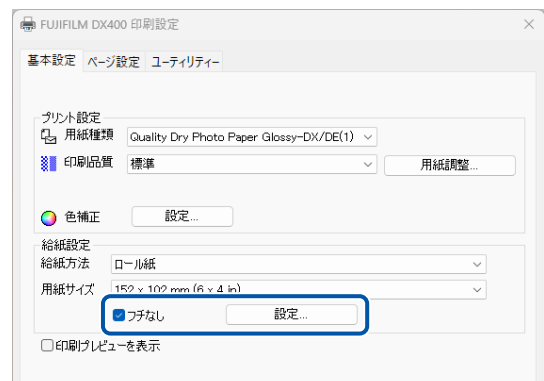 FUJIFILM DX400 印刷設定
基本設定 ページ設定 ユーティリティー
プリント設定
用紙種類 Quality Dry Photo Paper Glossy-DX/DE(1)
印刷品質 標準 用紙調整...
色補正 設定...
給紙設定
給紙方法 ロール紙
用紙サイズ 152 x 102 mm (6 x 4 in)
フチなし 設定...
印刷プレビューを表示